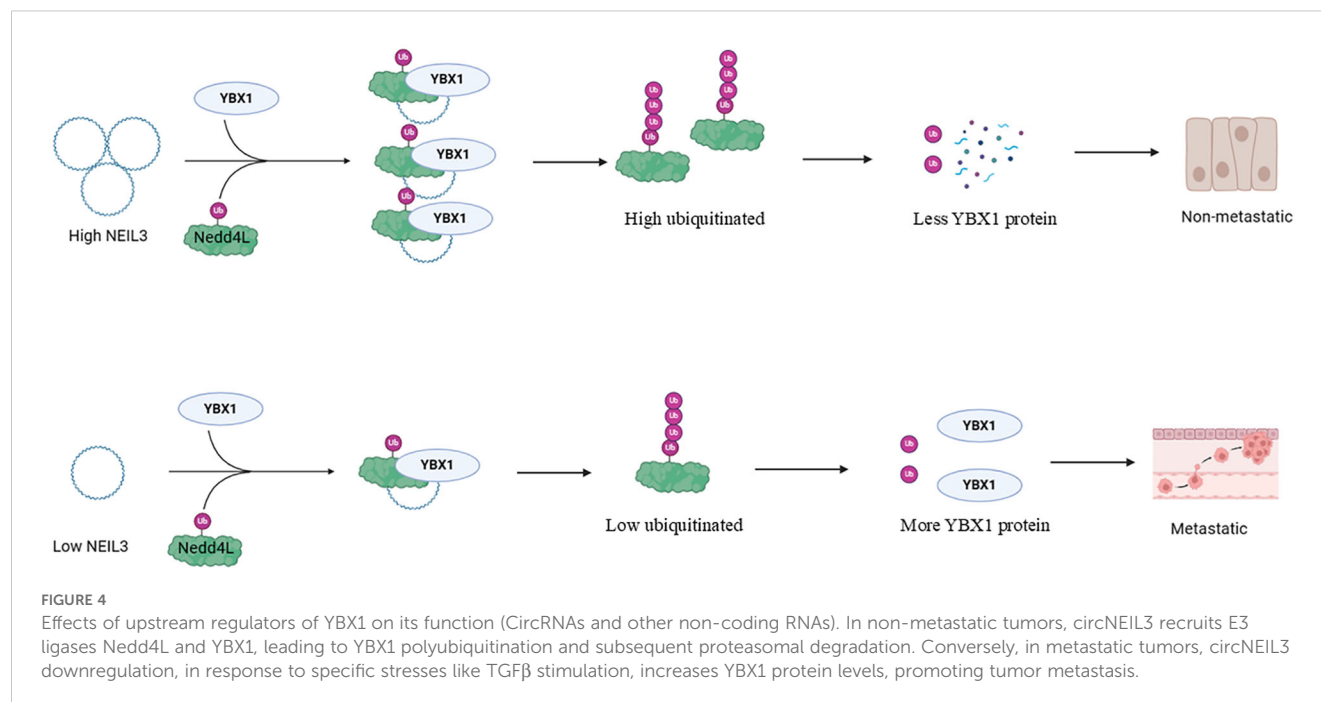 Ub
YBX1
YBX1
Ub
YBX1
Ub
Nedd4L
High NEIL3
Ub
YBX1
Ub
Ub
Ub
Ub
Ub
Ub
Ub
Ub
High ubiquitinated
Ub
Ub
Less YBX1 protein
Non-metastatic
YBX1
Ub
YBX1
Ub
Nedd4L
Low NEIL3
Ub
Ub
Ub
Ub
Low ubiquitinated
YBX1
Ub
Ub
YBX1
More YBX1 protein
Metastatic
FIGURE 4
Effects of upstream regulators of YBX1 on its function (CircRNAs and other non-coding RNAs). In non-metastatic tumors, circNEIL3 recruits E3
ligases Nedd4L and YBX1, leading to YBX1 polyubiquitination and subsequent proteasomal degradation. Conversely, in metastatic tumors, circNEIL3
downregulation, in response to specific stresses like TGFβ stimulation, increases YBX1 protein levels, promoting tumor metastasis.